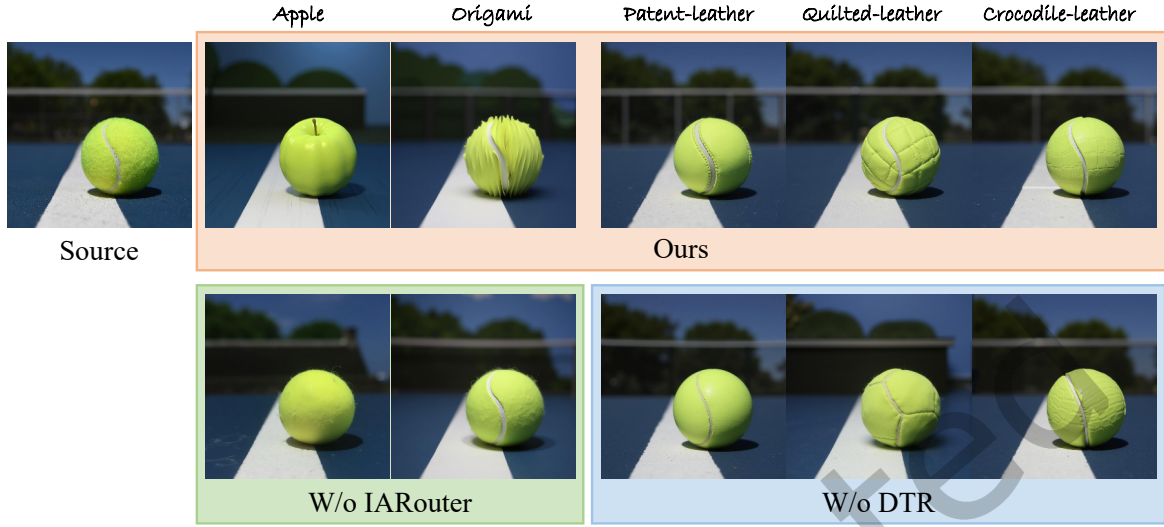 Apple Origami Patent-leather Quilted-leather Crocodile-leather
Source
Ours
W/o IARouter
W/o DTR